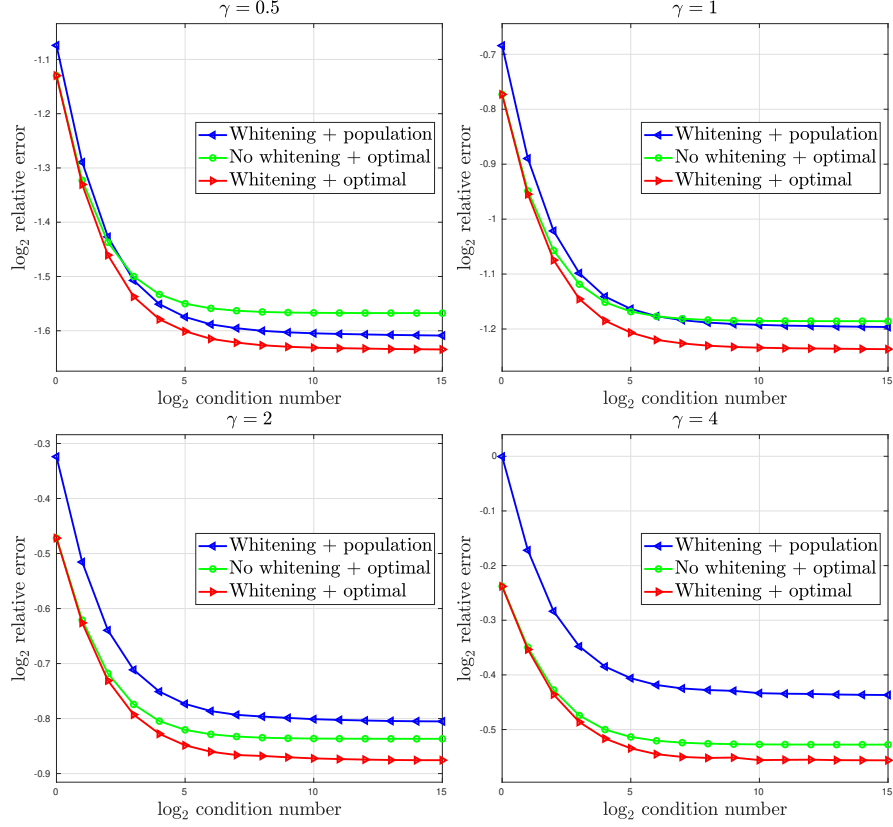 γ = 0.5
-1.1
-1.2
-1.3
-1.4
-1.5
-1.6
log₂ relative error
Whitening + population
No whitening + optimal
Whitening + optimal
0
5
10
15
log₂ condition number
γ = 1
-0.7
-0.8
-0.9
-1
-1.1
-1.2
log₂ relative error
Whitening + population
No whitening + optimal
Whitening + optimal
0
5
10
15
log₂ condition number
γ = 2
-0.3
-0.4
-0.5
-0.6
-0.7
-0.8
-0.9
log₂ relative error
Whitening + population
No whitening + optimal
Whitening + optimal
0
5
10
15
log₂ condition number
γ = 4
0
-0.1
-0.2
-0.3
-0.4
-0.5
log₂ relative error
Whitening + population
No whitening + optimal
Whitening + optimal
0
5
10
15
log₂ condition number